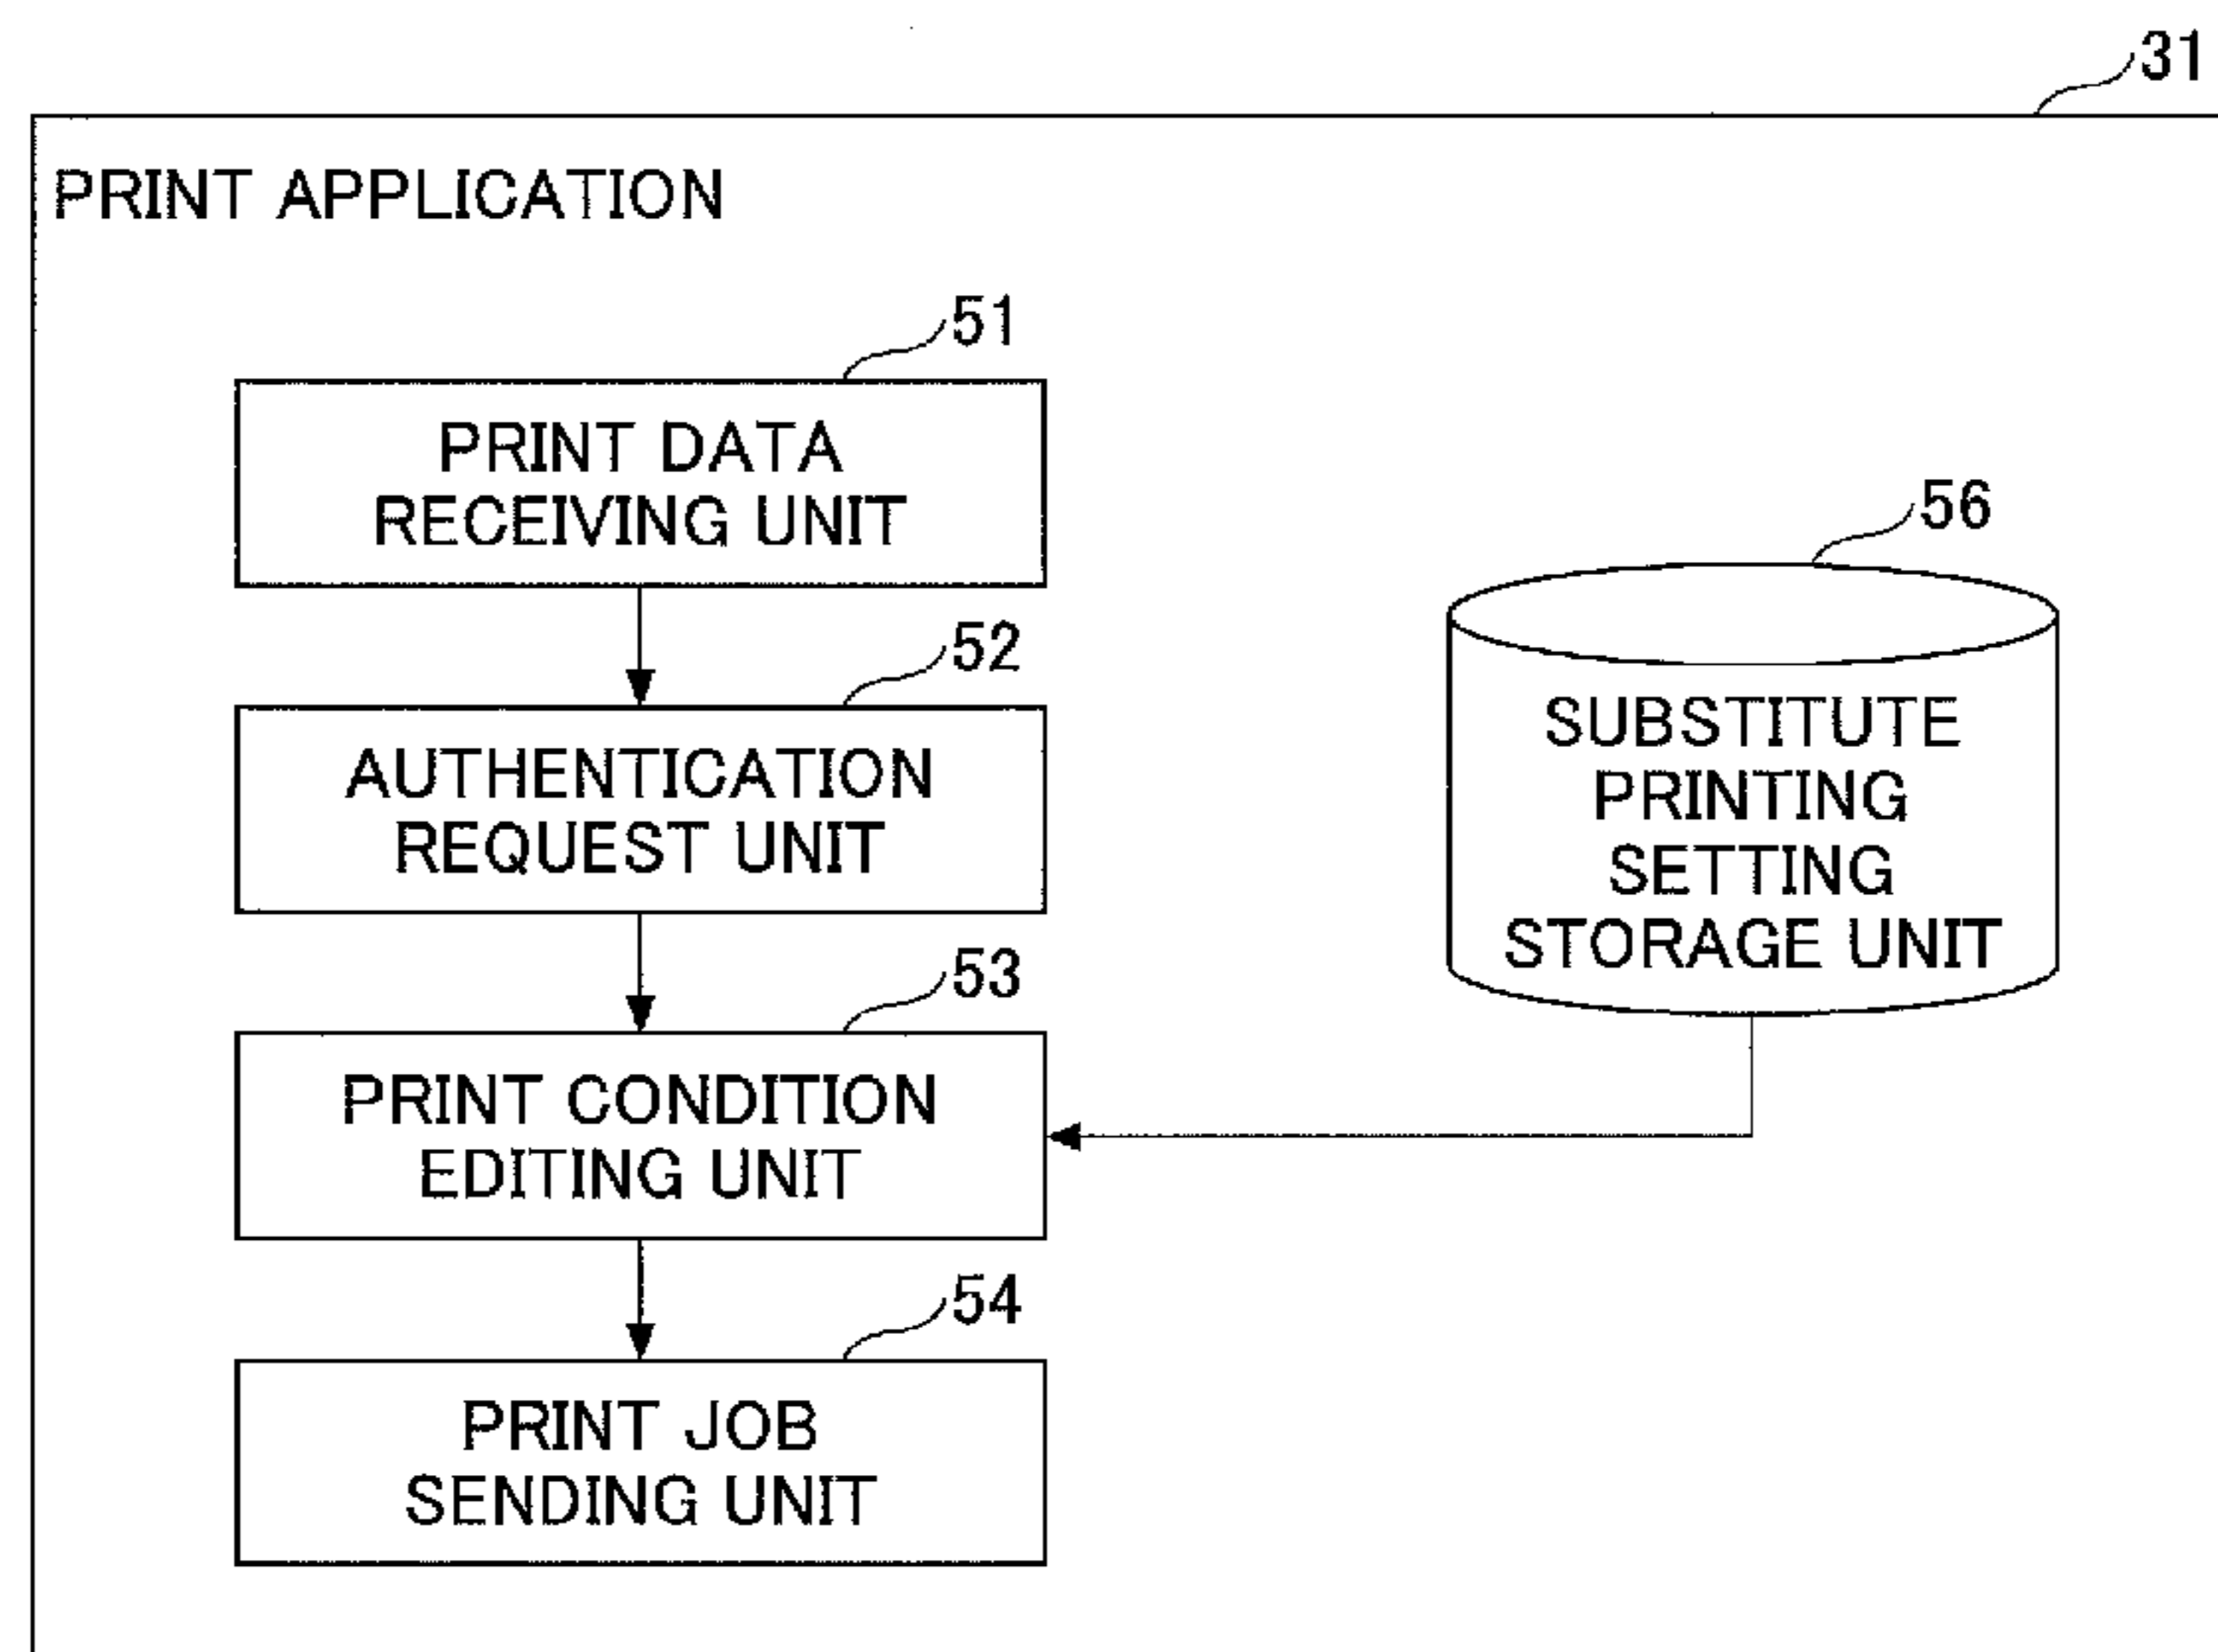 31
PRINT APPLICATION
51
PRINT DATA
RECEIVING UNIT
52
AUTHENTICATION
REQUEST UNIT
53
PRINT CONDITION
EDITING UNIT
54
PRINT JOB
SENDING UNIT
56
SUBSTITUTE
PRINTING
SETTING
STORAGE UNIT